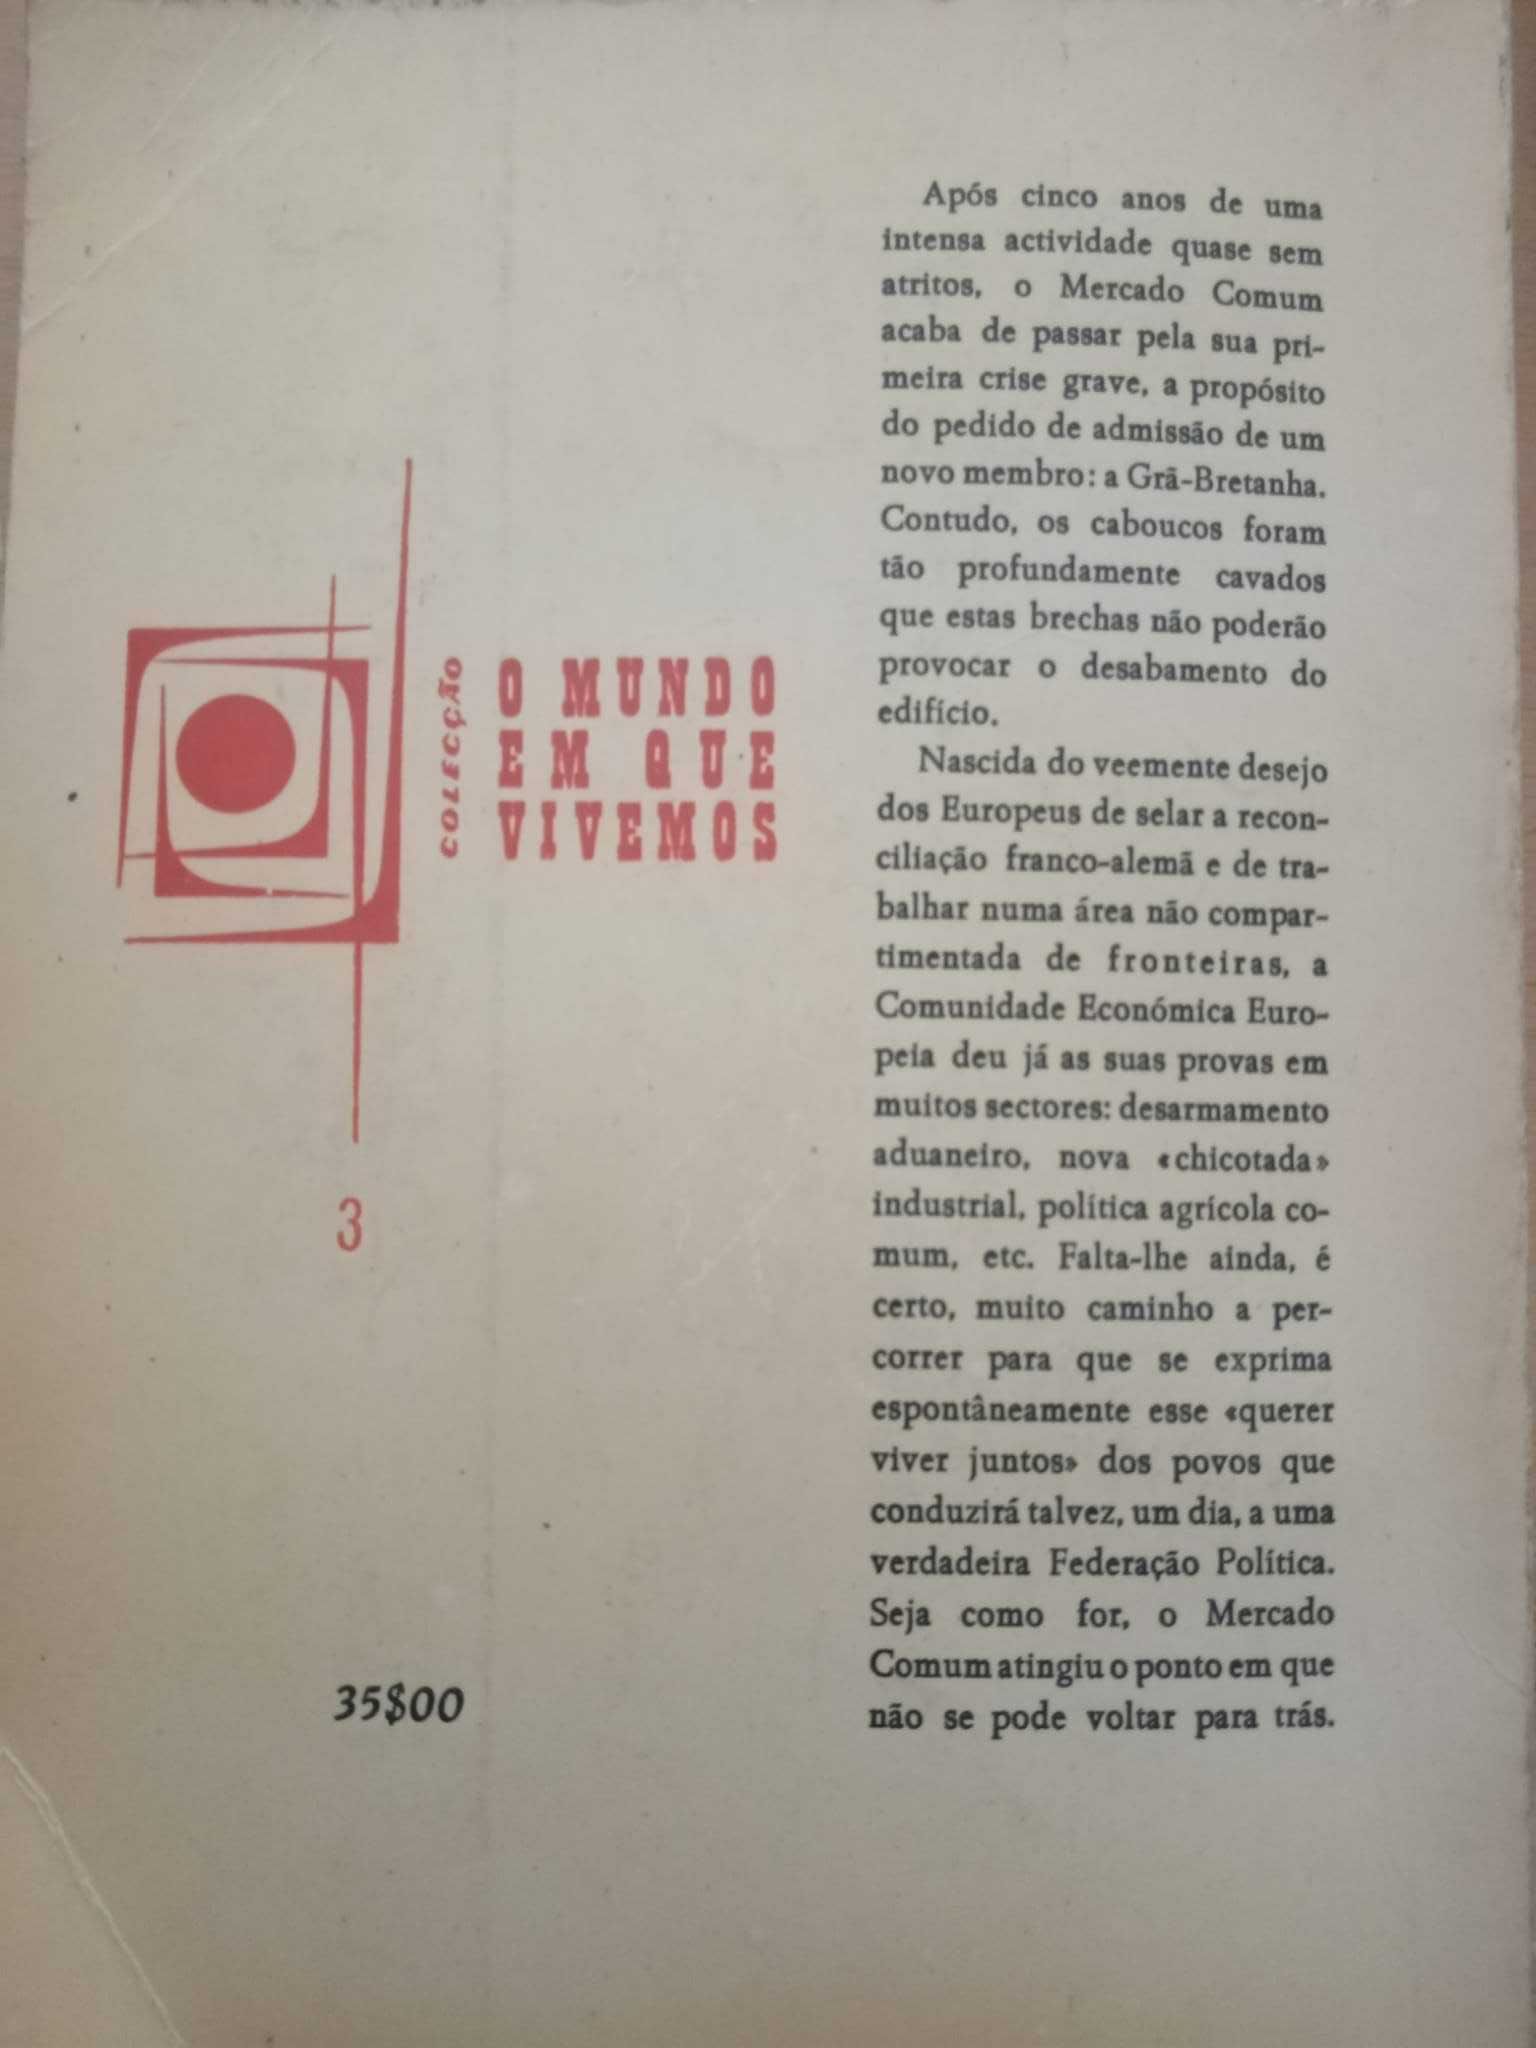 COLECÇÃO
O MUNDO
EM QUE
VIVEMOS
3
35$00
Após cinco anos de uma
intensa actividade quase sem
atritos, o Mercado Comum
acaba de passar pela sua pri-
meira crise grave, a propósito
do pedido de admissão de um
novo membro: a Grã-Bretanha.
Contudo, os caboucos foram
tão profundamente cavados
que estas brechas não poderão
provocar o desabamento do
edifício.
Nascida do veemente desejo
dos Europeus de selar a recon-
ciliação franco-alemã e de tra-
balhar numa área não compar-
timentada de fronteiras, a
Comunidade Económica Euro-
peia deu já as suas provas em
muitos sectores: desarmamento
aduaneiro, nova «chicotada»
industrial, política agrícola co-
mum, etc. Falta-lhe ainda, é
certo, muito caminho a per-
correr para que se exprima
espontâneamente esse «querer
viver juntos» dos povos que
conduzirá talvez, um dia, a uma
verdadeira Federação Política.
Seja como for, o Mercado
Comum atingiu o ponto em que
não se pode voltar para trás.